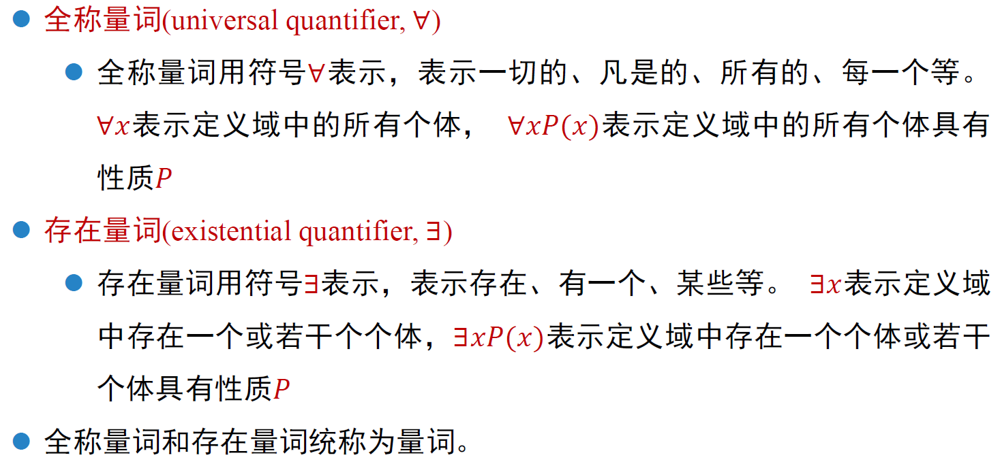 全称量词(universal quantifier, ∀)
全称量词用符号∀表示，表示一切的、凡是的、所有的、每一个等。
∀x表示定义域中的所有个体， ∀xP(x)表示定义域中的所有个体具有
性质P
存在量词(existential quantifier, ∃)
存在量词用符号∃表示，表示存在、有一个、某些等。 ∃x表示定义域
中存在一个或若干个个体，∃xP(x)表示定义域中存在一个个体或若干
个体具有性质P
全称量词和存在量词统称为量词。